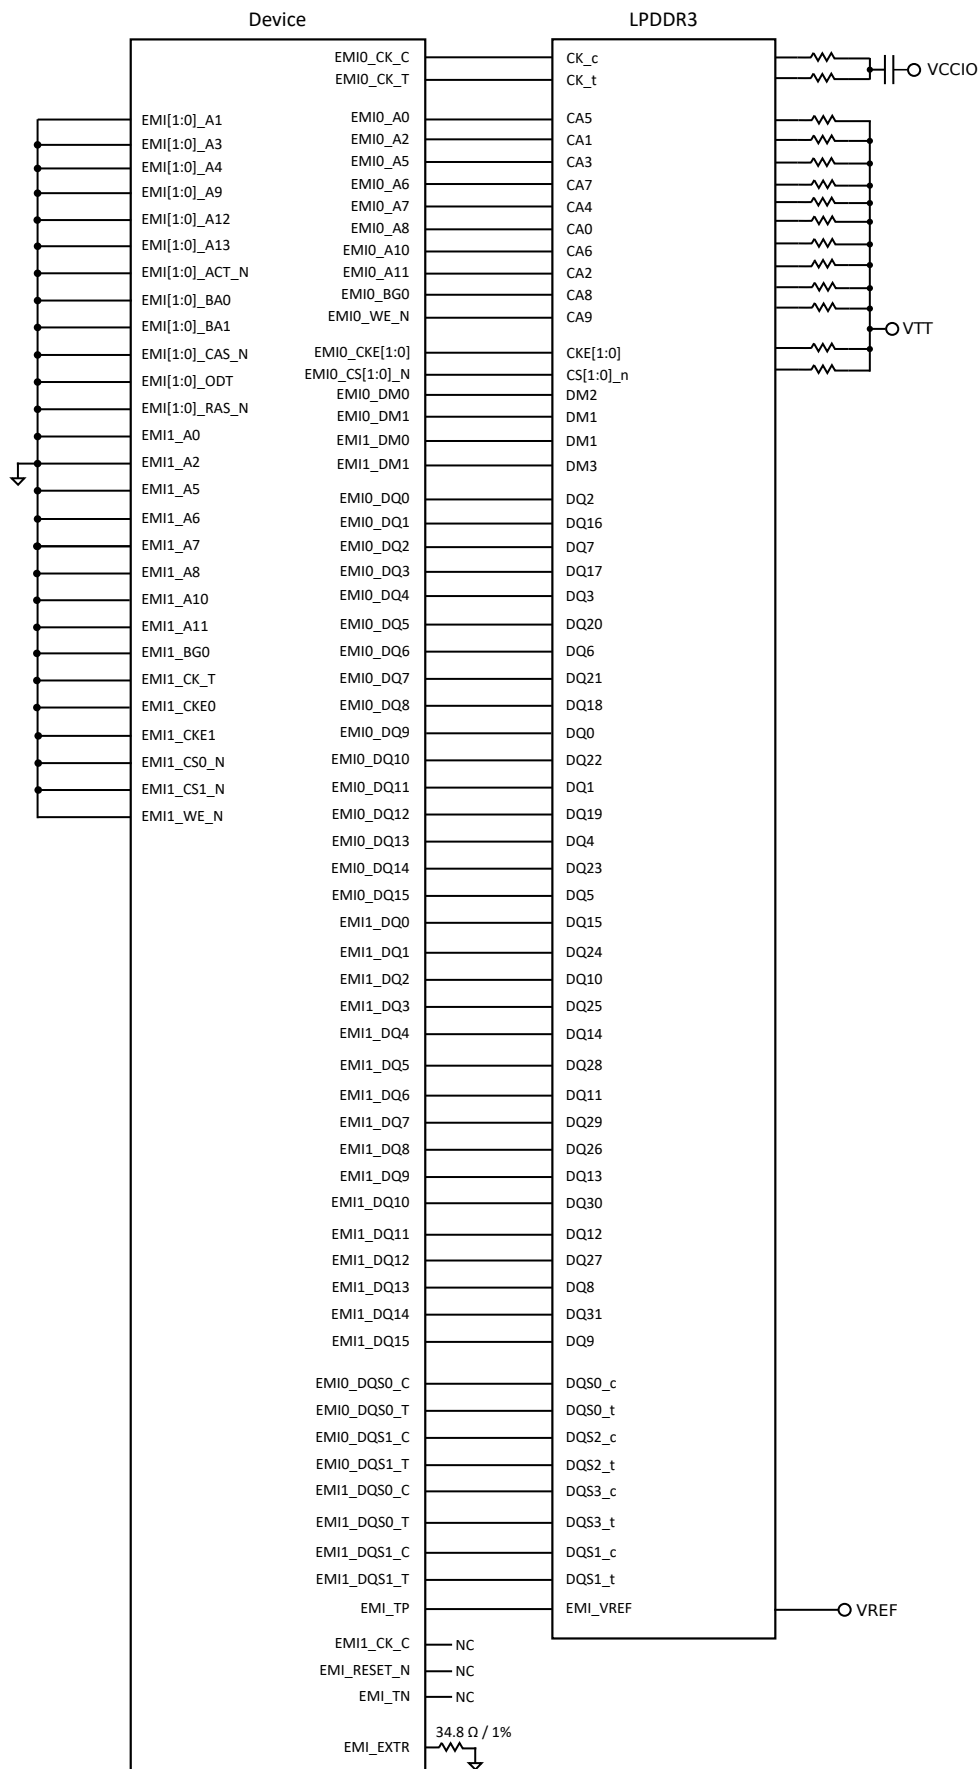 Device
LPDDR3
EMI0_CK_C
CK_c
EMI0_CK_T
CK_t
VCCIO
EMI[1:0]_A1
EMI[1:0]_A3
EMI[1:0]_A4
EMI[1:0]_A9
EMI[1:0]_A12
EMI[1:0]_A13
EMI[1:0]_ACT_N
EMI[1:0]_BA0
EMI[1:0]_BA1
EMI[1:0]_CAS_N
EMI[1:0]_ODT
EMI[1:0]_RAS_N
EMI1_A0
EMI1_A2
EMI1_A5
EMI1_A6
EMI1_A7
EMI1_A8
EMI1_A10
EMI1_A11
EMI1_BG0
EMI1_CK_T
EMI1_CKE0
EMI1_CKE1
EMI1_CS0_N
EMI1_CS1_N
EMI1_WE_N
EMI0_A0
CA5
EMI0_A2
CA1
EMI0_A5
CA3
EMI0_A6
CA7
EMI0_A7
CA4
EMI0_A8
CA0
EMI0_A10
CA6
EMI0_A11
CA2
EMI0_BG0
CA8
EMI0_WE_N
CA9
VTT
EMI0_CKE[1:0]
CKE[1:0]
EMI0_CS[1:0]_N
CS[1:0]_n
EMI0_DM0
DM2
EMI0_DM1
DM1
EMI1_DM0
DM1
EMI1_DM1
DM3
EMI0_DQ0
DQ2
EMI0_DQ1
DQ16
EMI0_DQ2
DQ7
EMI0_DQ3
DQ17
EMI0_DQ4
DQ3
EMI0_DQ5
DQ20
EMI0_DQ6
DQ6
EMI0_DQ7
DQ21
EMI0_DQ8
DQ18
EMI0_DQ9
DQ0
EMI0_DQ10
DQ22
EMI0_DQ11
DQ1
EMI0_DQ12
DQ19
EMI0_DQ13
DQ4
EMI0_DQ14
DQ23
EMI0_DQ15
DQ5
EMI1_DQ0
DQ15
EMI1_DQ1
DQ24
EMI1_DQ2
DQ10
EMI1_DQ3
DQ25
EMI1_DQ4
DQ14
EMI1_DQ5
DQ28
EMI1_DQ6
DQ11
EMI1_DQ7
DQ29
EMI1_DQ8
DQ26
EMI1_DQ9
DQ13
EMI1_DQ10
DQ30
EMI1_DQ11
DQ12
EMI1_DQ12
DQ27
EMI1_DQ13
DQ8
EMI1_DQ14
DQ31
EMI1_DQ15
DQ9
EMI0_DQS0_C
DQS0_c
EMI0_DQS0_T
DQS0_t
EMI0_DQS1_C
DQS2_c
EMI0_DQS1_T
DQS2_t
EMI1_DQS0_C
DQS3_c
EMI1_DQS0_T
DQS3_t
EMI1_DQS1_C
DQS1_c
EMI1_DQS1_T
DQS1_t
EMI_TP
EMI_VREF
VREF
EMI1_CK_C
NC
EMI_RESET_N
NC
EMI_TN
NC
34.8 Ω / 1%
EMI_EXTR